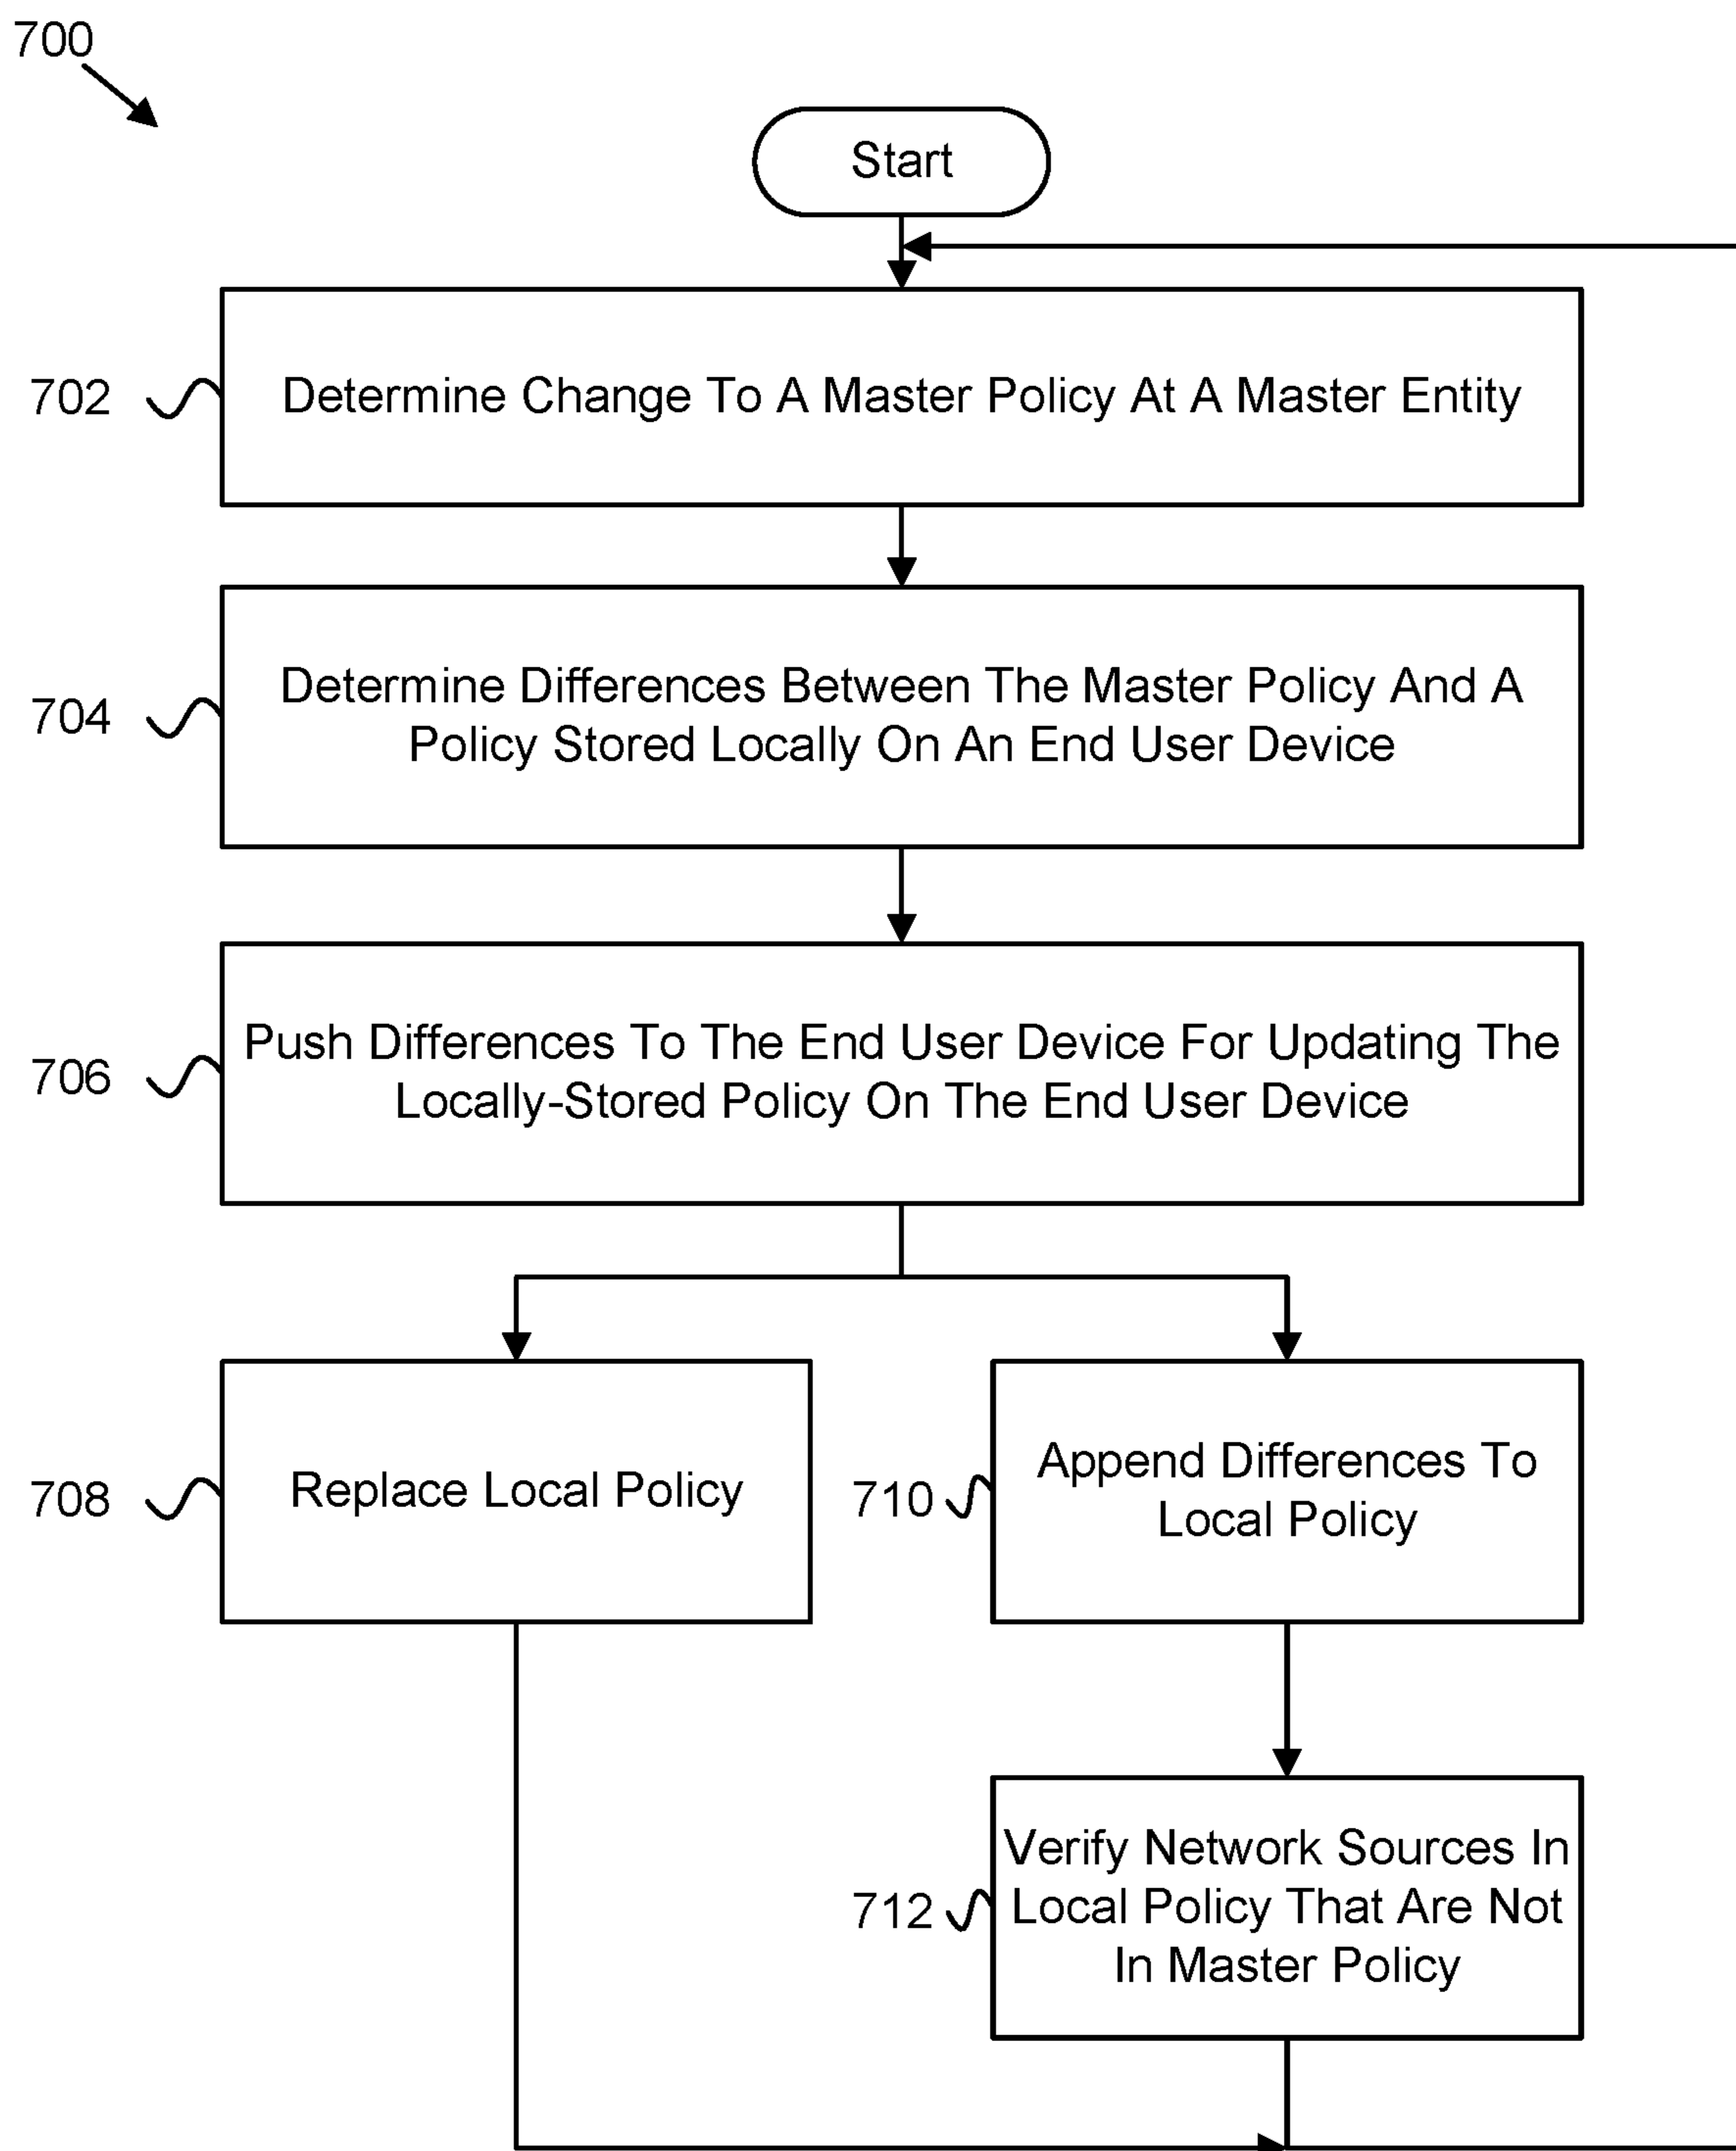 700
Start
702
Determine Change To A Master Policy At A Master Entity
704
Determine Differences Between The Master Policy And A
Policy Stored Locally On An End User Device
706
Push Differences To The End User Device For Updating The
Locally-Stored Policy On The End User Device
708
Replace Local Policy
710
Append Differences To
Local Policy
712
Verify Network Sources In
Local Policy That Are Not
In Master Policy